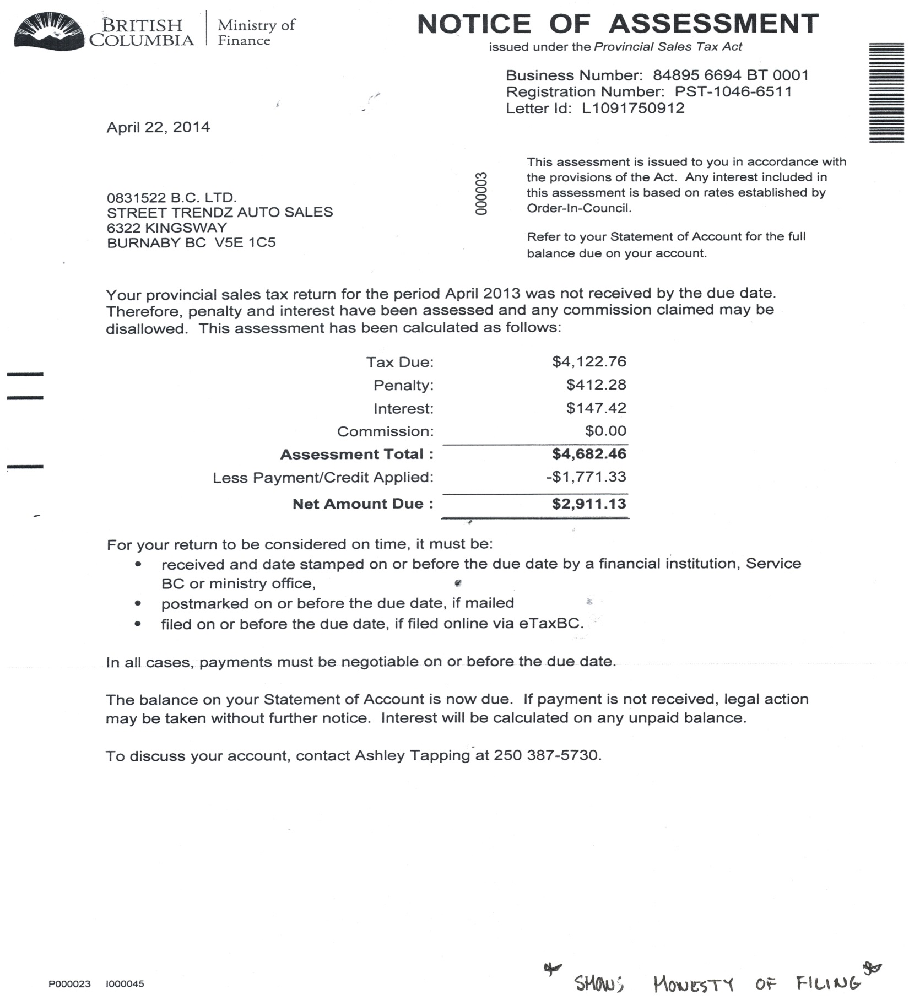 BRITISH COLUMBIA
Ministry of Finance
NOTICE OF ASSESSMENT
issued under the Provincial Sales Tax Act
Business Number: 84895 6694 BT 0001
Registration Number: PST-1046-6511
Letter Id: L1091750912
April 22, 2014
000003
This assessment is issued to you in accordance with
the provisions of the Act. Any interest included in
this assessment is based on rates established by
Order-In-Council.
Refer to your Statement of Account for the full
balance due on your account.
0831522 B.C. LTD.
STREET TRENDZ AUTO SALES
6322 KINGSWAY
BURNABY BC V5E 1C5
Your provincial sales tax return for the period April 2013 was not received by the due date.
Therefore, penalty and interest have been assessed and any commission claimed may be
disallowed. This assessment has been calculated as follows:
Tax Due: $4,122.76
Penalty: $412.28
Interest: $147.42
Commission: $0.00
Assessment Total : $4,682.46
Less Payment/Credit Applied: -$1,771.33
Net Amount Due : $2,911.13
For your return to be considered on time, it must be:
• received and date stamped on or before the due date by a financial institution, Service
BC or ministry office,
• postmarked on or before the due date, if mailed
• filed on or before the due date, if filed online via eTaxBC.
In all cases, payments must be negotiable on or before the due date.
The balance on your Statement of Account is now due. If payment is not received, legal action
may be taken without further notice. Interest will be calculated on any unpaid balance.
To discuss your account, contact Ashley Tapping at 250 387-5730.
P000023 I000045
* SHOWS HONESTY OF FILING *